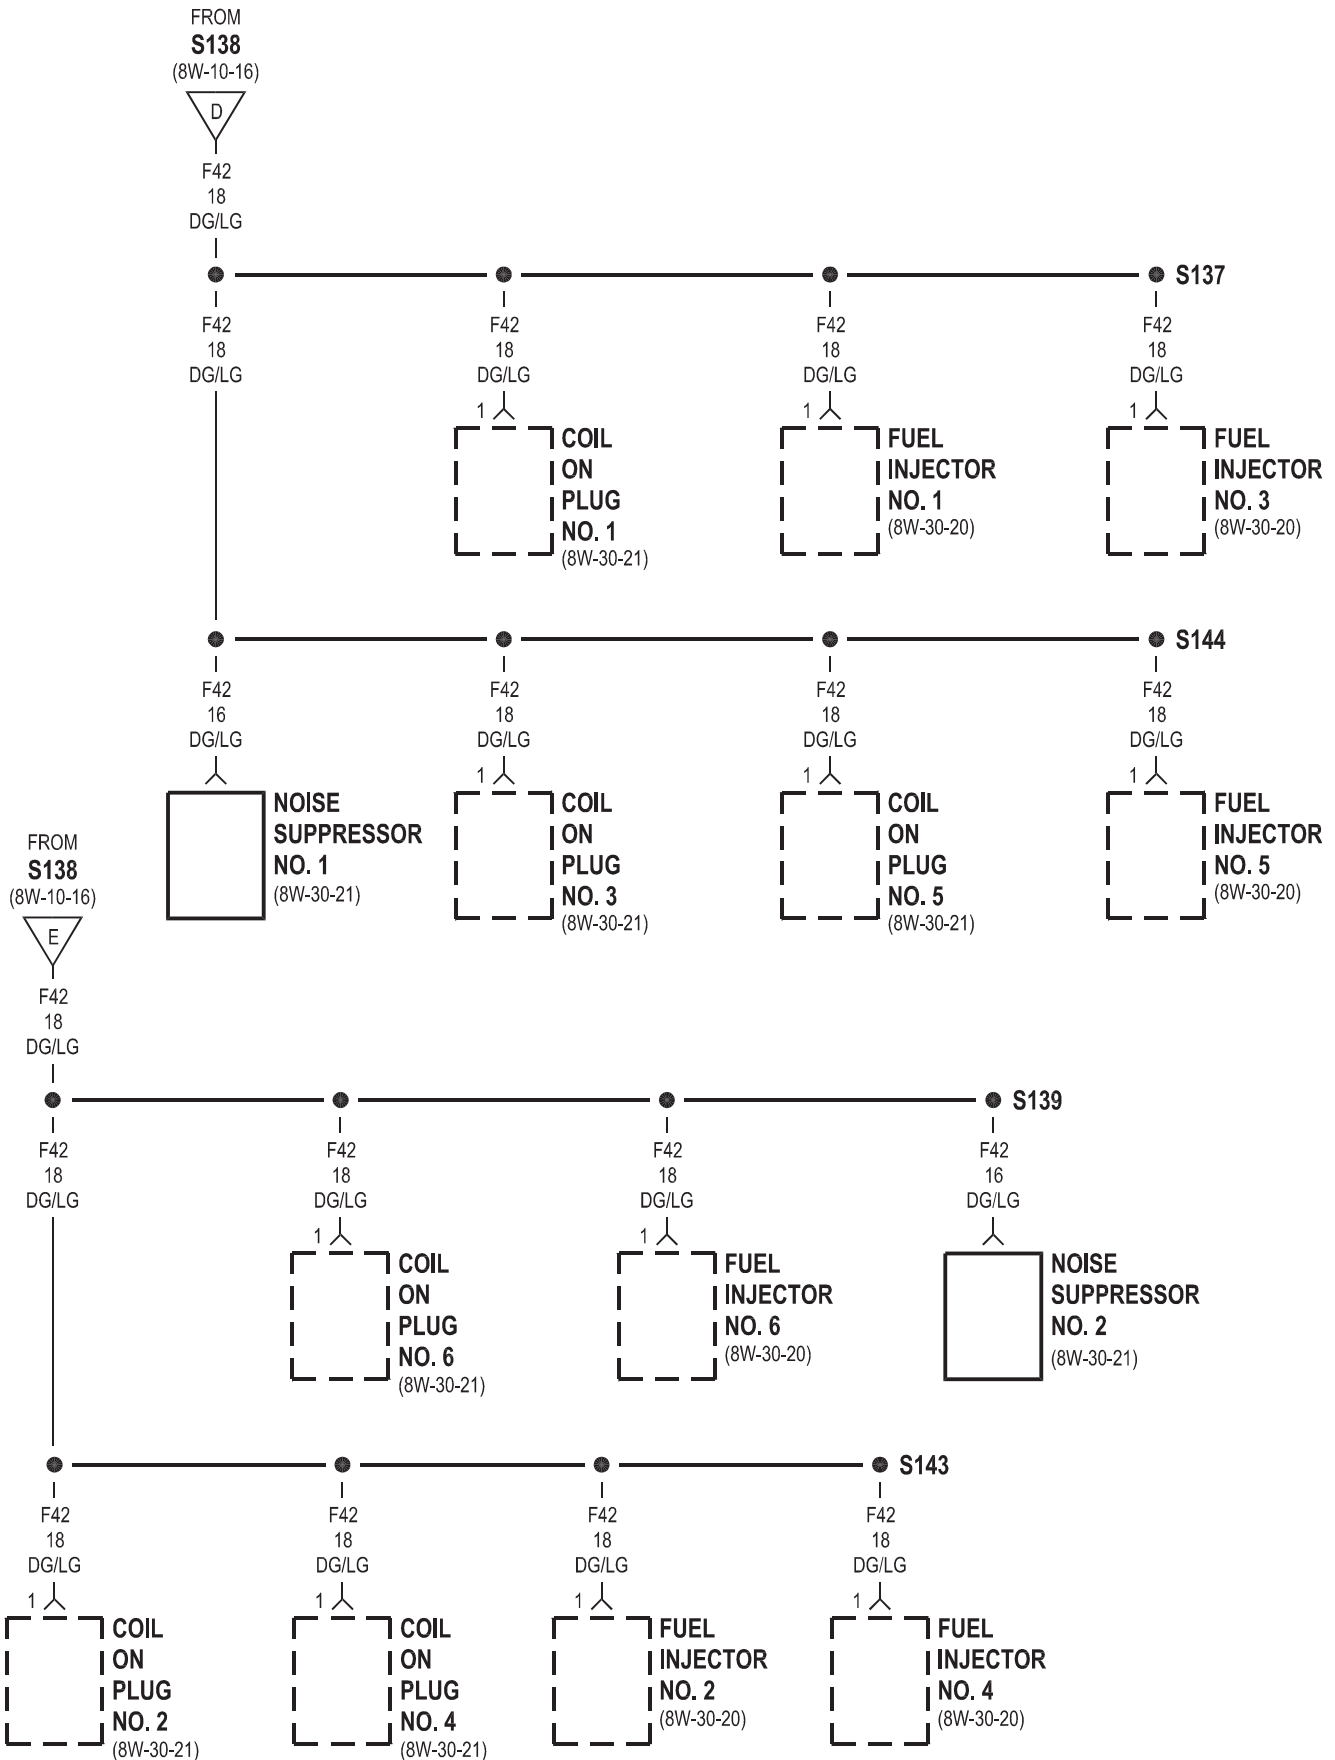 FROM
S138
(8W-10-16)
D
F42
18
DG/LG
S137
F42
18
DG/LG
F42
18
DG/LG
F42
18
DG/LG
F42
18
DG/LG
1
COIL
ON
PLUG
NO. 1
(8W-30-21)
1
FUEL
INJECTOR
NO. 1
(8W-30-20)
1
FUEL
INJECTOR
NO. 3
(8W-30-20)
S144
F42
16
DG/LG
F42
18
DG/LG
F42
18
DG/LG
F42
18
DG/LG
NOISE
SUPPRESSOR
NO. 1
(8W-30-21)
1
COIL
ON
PLUG
NO. 3
(8W-30-21)
1
COIL
ON
PLUG
NO. 5
(8W-30-21)
1
FUEL
INJECTOR
NO. 5
(8W-30-20)
FROM
S138
(8W-10-16)
E
F42
18
DG/LG
S139
F42
18
DG/LG
F42
18
DG/LG
F42
18
DG/LG
F42
16
DG/LG
1
COIL
ON
PLUG
NO. 6
(8W-30-21)
1
FUEL
INJECTOR
NO. 6
(8W-30-20)
NOISE
SUPPRESSOR
NO. 2
(8W-30-21)
S143
F42
18
DG/LG
F42
18
DG/LG
F42
18
DG/LG
F42
18
DG/LG
1
COIL
ON
PLUG
NO. 2
(8W-30-21)
1
COIL
ON
PLUG
NO. 4
(8W-30-21)
1
FUEL
INJECTOR
NO. 2
(8W-30-20)
1
FUEL
INJECTOR
NO. 4
(8W-30-20)